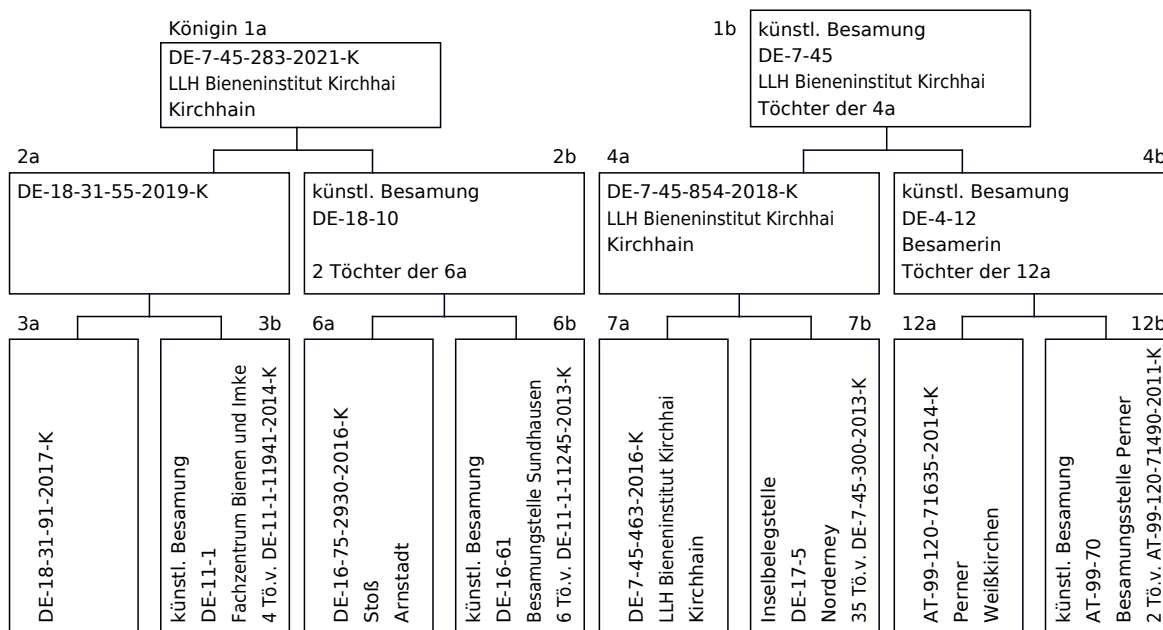 Königin 1a
DE-7-45-283-2021-K
LLH Bieneninstitut Kirchhai
Kirchhain
1b
künstl. Besamung
DE-7-45
LLH Bieneninstitut Kirchhai
Töchter der 4a
2a
DE-18-31-55-2019-K
2b
künstl. Besamung
DE-18-10
2 Töchter der 6a
4a
DE-7-45-854-2018-K
LLH Bieneninstitut Kirchhai
Kirchhain
4b
künstl. Besamung
DE-4-12
Besamerin
Töchter der 12a
3a
DE-18-31-91-2017-K
3b
künstl. Besamung
DE-11-1
Fachzentrum Bienen und Imke
4 Tö.v. DE-11-1-11941-2014-K
6a
DE-16-75-2930-2016-K
Stoß
Arnstadt
6b
künstl. Besamung
DE-16-61
Besamungstelle Sundhausen
6 Tö.v. DE-11-1-11245-2013-K
7a
DE-7-45-463-2016-K
LLH Bieneninstitut Kirchhai
Kirchhain
7b
Inselbelegstelle
DE-17-5
Norderney
35 Tö.v. DE-7-45-300-2013-K
12a
AT-99-120-71635-2014-K
Perner
Weißkirchen
12b
künstl. Besamung
AT-99-70
Besamungsstelle Perner
2 Tö.v. AT-99-120-71490-2011-K